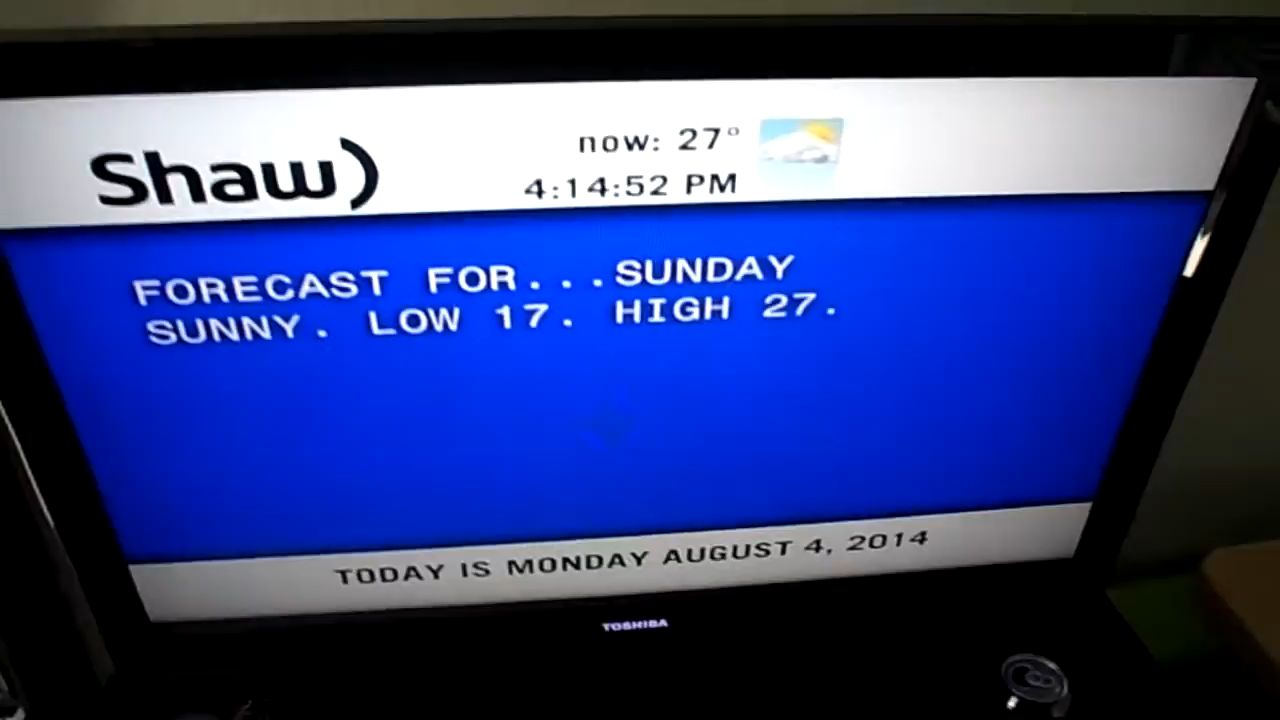 Shaw)
now: 27°
4:14:52 PM
FORECAST FOR...SUNDAY
SUNNY. LOW 17. HIGH 27.
TODAY IS MONDAY AUGUST 4, 2014
TOSHIBA